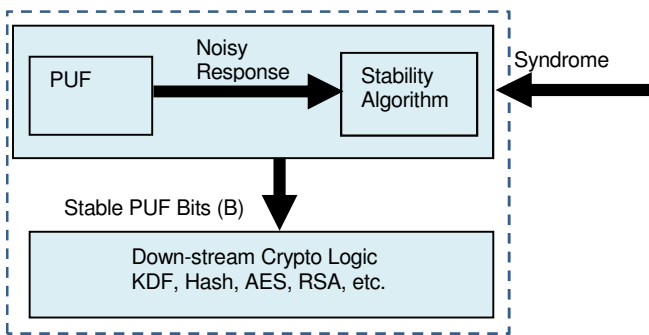 PUF
Noisy
Response
Stability
Algorithm
Syndrome
Stable PUF Bits (B)
Down-stream Crypto Logic
KDF, Hash, AES, RSA, etc.